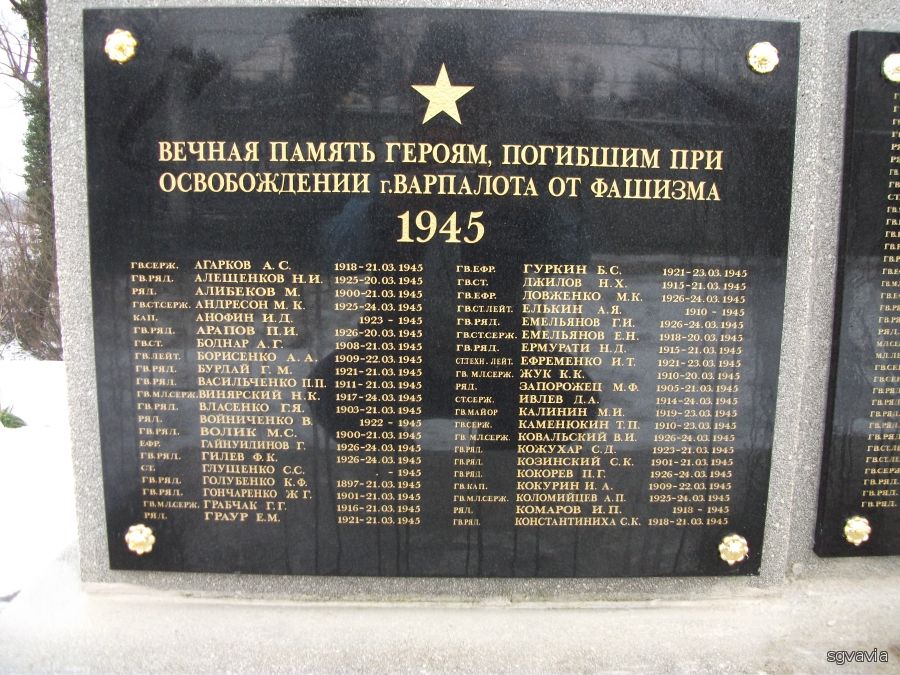 ВЕЧНАЯ ПАМЯТЬ ГЕРОЯМ, ПОГИБШИМ ПРИ
ОСВОБОЖДЕНИИ г.ВАРПАЛОТА ОТ ФАШИЗМА
1945
ГВ.СЕРЖ. АГАРКОВ А.С. 1918-21.03.1945
ГВ.РЯД. АЛЕЩЕНКОВ Н.И. 1925-20.03.1945
РЯД. АЛИБЕКОВ М. 1900-21.03.1945
ГВ.СТ.СЕРЖ. АНДРЕСОН М.К. 1925-24.03.1945
КАП. АНОФИН И.Д. 1923 - 1945
ГВ.РЯД. АРАПОВ П.И. 1926-20.03.1945
ГВ.СТ. БОДНАР А.Г. 1908-21.03.1945
ГВ.ЛЕЙТ. БОРИСЕНКО А.А. 1909-22.03.1945
ГВ.РЯД. БУРЛАЙ Г.М. 1921-21.03.1945
ГВ.РЯД. ВАСИЛЬЧЕНКО П.П. 1911-21.03.1945
ГВ.МЛ.СЕРЖ. ВИНЯРСКИЙ Н.К. 1917-24.03.1945
ГВ.РЯД. ВЛАСЕНКО Г.Я. 1903-21.03.1945
РЯД. ВОЙНИЧЕНКО В. 1922 - 1945
ГВ.РЯД. ВОЛИК М.С. 1900-21.03.1945
ЕФР. ГАЙНУИДИНОВ Г. 1926-24.03.1945
ГВ.РЯД. ГИЛЕВ Ф.К. 1926-24.03.1945
СТ. ГЛУЩЕНКО С.С. - 1945
ГВ.РЯД. ГОЛУБЕНКО К.Ф. 1897-21.03.1945
ГВ.РЯД. ГОНЧАРЕНКО Ж.Г. 1901-21.03.1945
ГВ.МЛ.СЕРЖ. ГРАБЧАК Г.Г. 1916-21.03.1945
РЯД. ГРАУР Е.М. 1921-21.03.1945
ГВ.ЕФР. ГУРКИН Б.С. 1921-23.03.1945
ГВ.СТ. ДЖИЛОВ Н.Х. 1915-21.03.1945
ГВ.ЕФР. ДОВЖЕНКО М.К. 1926-24.03.1945
ГВ.СТ.ЛЕЙТ. ЕЛЬКИН А.Я. 1910 - 1945
ГВ.РЯД. ЕМЕЛЬЯНОВ Г.И. 1926-24.03.1945
ГВ.СТ.СЕРЖ. ЕМЕЛЬЯНОВ Е.Н. 1918-20.03.1945
ГВ.РЯД. ЕРМУРАТИ Н.Д. 1915-21.03.1945
СТ.ТЕХН. ЛЕЙТ. ЕФРЕМЕНКО И.Т. 1921-23.03.1945
ГВ.МЛ.СЕРЖ. ЖУК К.К. 1910-20.03.1945
РЯД. ЗАПОРОЖЕЦ М.Ф. 1905-21.03.1945
СТ.СЕРЖ. ИВЛЕВ Д.А. 1914-24.03.1945
ГВ.МАЙОР КАЛИНИН М.И. 1919-23.03.1945
ГВ.СЕРЖ. КАМЕНЮКИН Т.П. 1910-23.03.1945
ГВ.МЛ.СЕРЖ. КОВАЛЬСКИЙ В.И. 1926-24.03.1945
ГВ.РЯД. КОЖУХАР С.Д. 1923-21.03.1945
ГВ.РЯД. КОЗИНСКИЙ С.К. 1901-21.03.1945
ГВ.РЯД. КОКОРЕВ П.Г. 1926-24.03.1945
ГВ.КАП. КОКУРИН И.А. 1909-22.03.1945
ГВ.МЛ.СЕРЖ. КОЛОМИЙЦЕВ А.П. 1925-24.03.1945
РЯД. КОМАРОВ И.П. 1918 - 1945
ГВ.РЯД. КОНСТАНТИНИХА С.К. 1918-21.03.1945
sgvavia